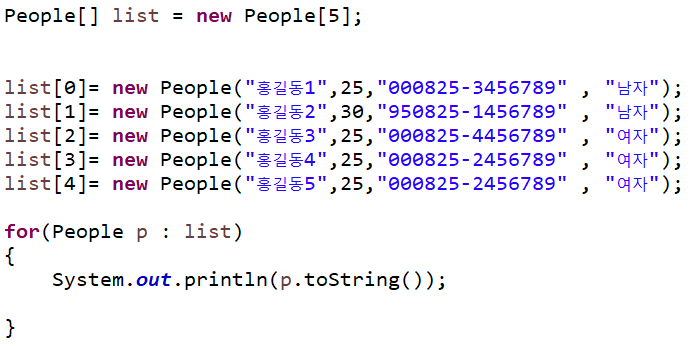 People[] list = new People[5];
list[0]= new People("홍길동1",25,"000825-3456789" , "남자");
list[1]= new People("홍길동2",30,"950825-1456789" , "남자");
list[2]= new People("홍길동3",25,"000825-4456789" , "여자");
list[3]= new People("홍길동4",25,"000825-2456789" , "여자");
list[4]= new People("홍길동5",25,"000825-2456789" , "여자");
for(People p : list)
{
    System.out.println(p.toString());
}